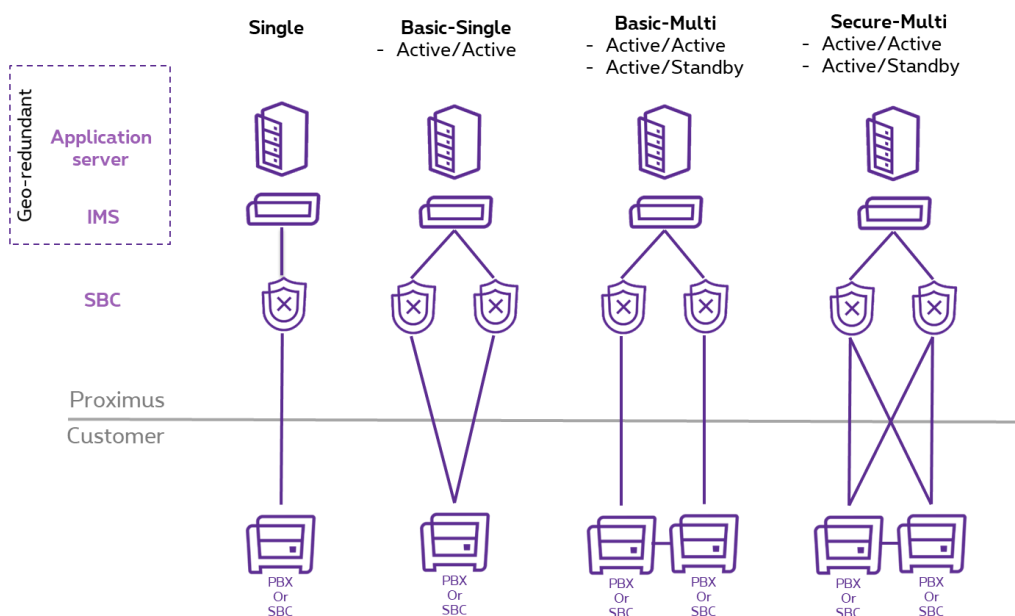 Single
Basic-Single
- Active/Active
Basic-Multi
- Active/Active
- Active/Standby
Secure-Multi
- Active/Active
- Active/Standby
Geo-redundant
Application
server
IMS
SBC
Proximus
Customer
PBX
Or
SBC
PBX
Or
SBC
PBX
Or
SBC
PBX
Or
SBC
PBX
Or
SBC
PBX
Or
SBC